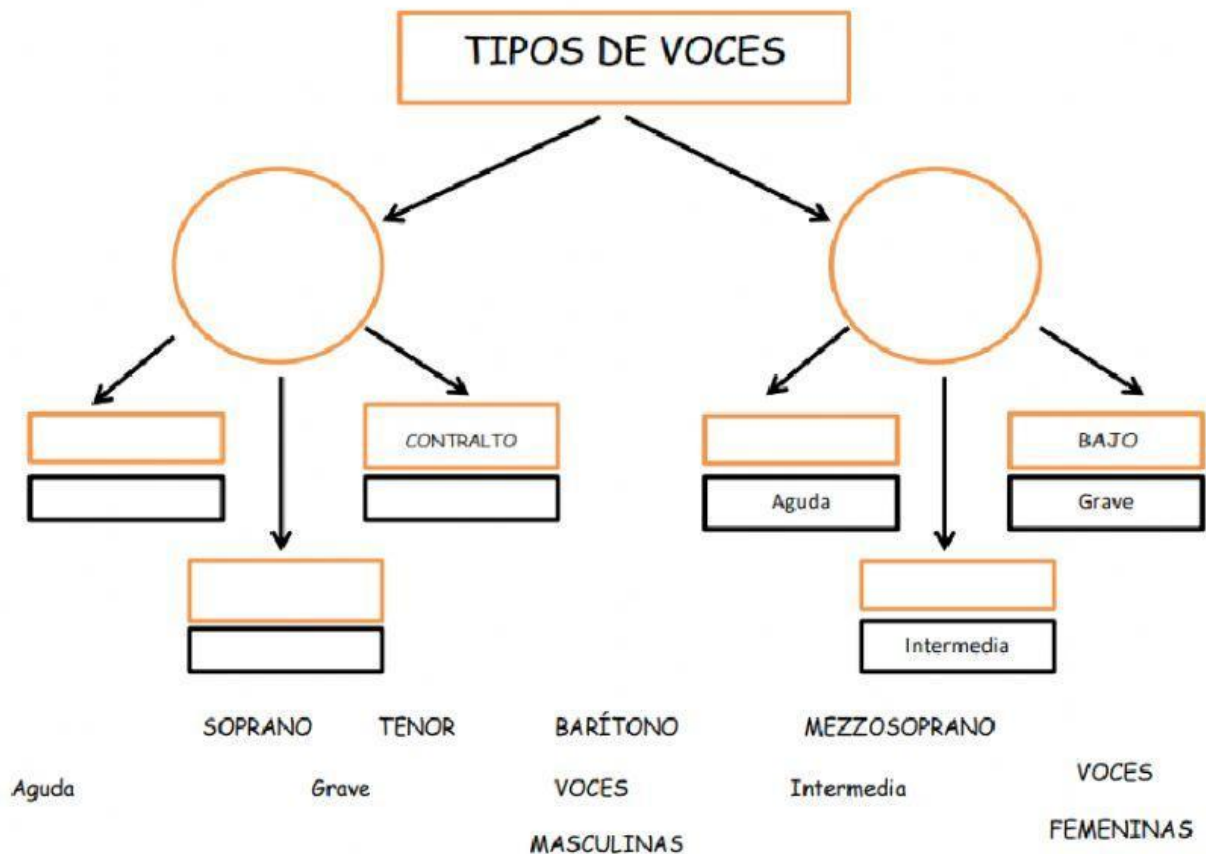 TIPOS DE VOCES
CONTRALTO
BAJO
Aguda
Grave
Intermedia
SOPRANO TENOR BARÍTONO MEZZOSOPRANO
Aguda Grave VOCES Intermedia VOCES
MASCULINAS FEMENINAS